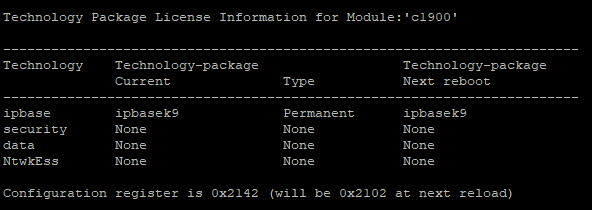 Technology Package License Information for Module:'c1900'
------------------------------------------------------------------------
Technology    Technology-package                  Technology-package
              Current              Type           Next reboot
------------------------------------------------------------------------
ipbase        ipbasek9             Permanent      ipbasek9
security      None                 None           None
data          None                 None           None
NtwkEss       None                 None           None
Configuration register is 0x2142 (will be 0x2102 at next reload)